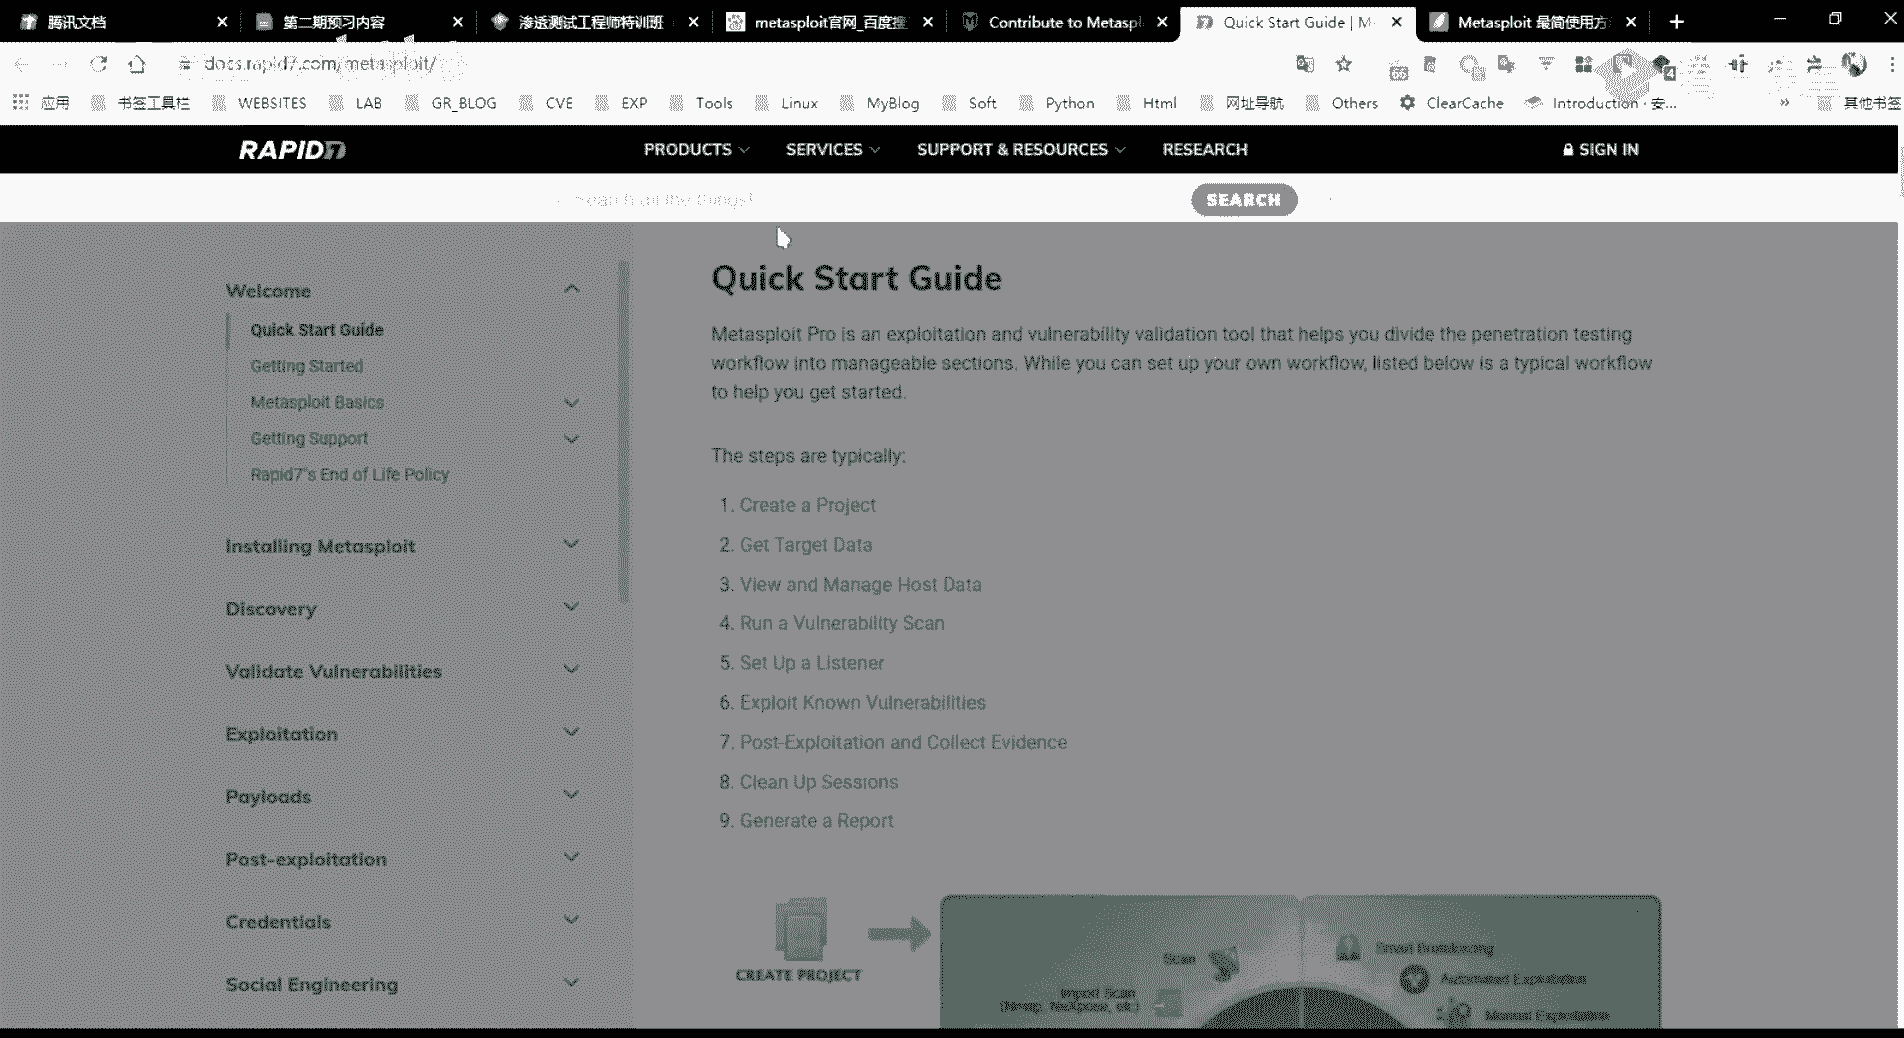 腾讯文档
第二期预习内容
渗透测试工程师特训班
metasploit官网_百度搜
Contribute to Metaspl
Quick Start Guide | M
Metasploit 最简使用方
docs.rapid7.com/metasploit/
应用 书签工具栏 WEBSITES LAB GR_BLOG CVE EXP Tools Linux MyBlog Soft Python Html 网址导航 Others ClearCache Introduction · 安... » 其他书签
RAPID7 PRODUCTS SERVICES SUPPORT & RESOURCES RESEARCH SIGN IN
Search all the things! SEARCH
Welcome
Quick Start Guide
Getting Started
Metasploit Basics
Getting Support
Rapid7's End of Life Policy
Installing Metasploit
Discovery
Validate Vulnerabilities
Exploitation
Payloads
Post-exploitation
Credentials
Social Engineering
Quick Start Guide
Metasploit Pro is an exploitation and vulnerability validation tool that helps you divide the penetration testing
workflow into manageable sections. While you can set up your own workflow, listed below is a typical workflow
to help you get started.
The steps are typically:
1. Create a Project
2. Get Target Data
3. View and Manage Host Data
4. Run a Vulnerability Scan
5. Set Up a Listener
6. Exploit Known Vulnerabilities
7. Post-Exploitation and Collect Evidence
8. Clean Up Sessions
9. Generate a Report
CREATE PROJECT
Scan
Import Scan
(Nmap, NeXpose, etc)
Smart Bruteforcing
Automated Exploitation
Manual Exploitation